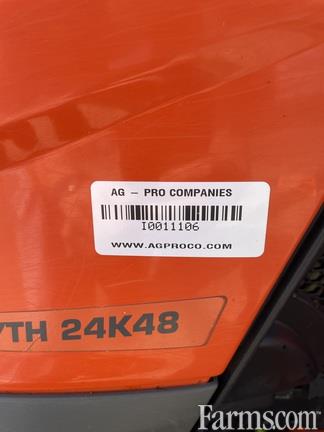 AG – PRO COMPANIES
I0011106
WWW.AGPROCO.COM
YTH 24K48
Farms.com